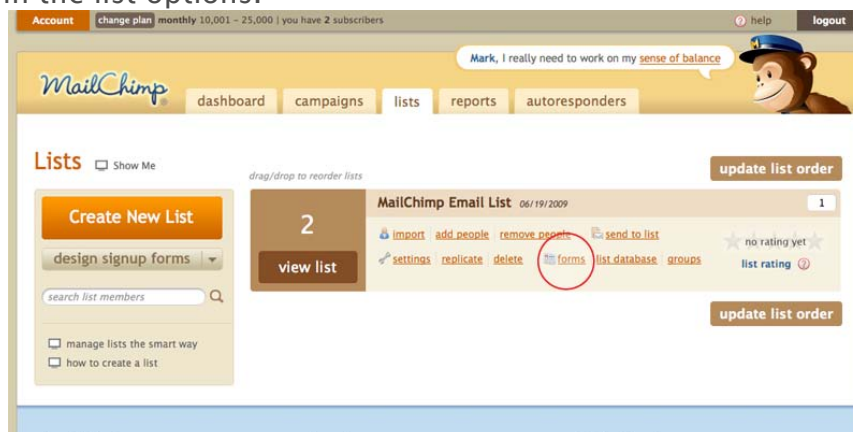 in the list options.
Account change plan monthly 10,001 – 25,000 | you have 2 subscribers help logout
Mark, I really need to work on my sense of balance
MailChimp dashboard campaigns lists reports autoresponders
Lists Show Me
drag/drop to reorder lists
update list order
Create New List
design signup forms
search list members
manage lists the smart way
how to create a list
2
view list
MailChimp Email List 06/19/2009 1
import add people remove people send to list
settings replicate delete forms list database groups
no rating yet
list rating
update list order